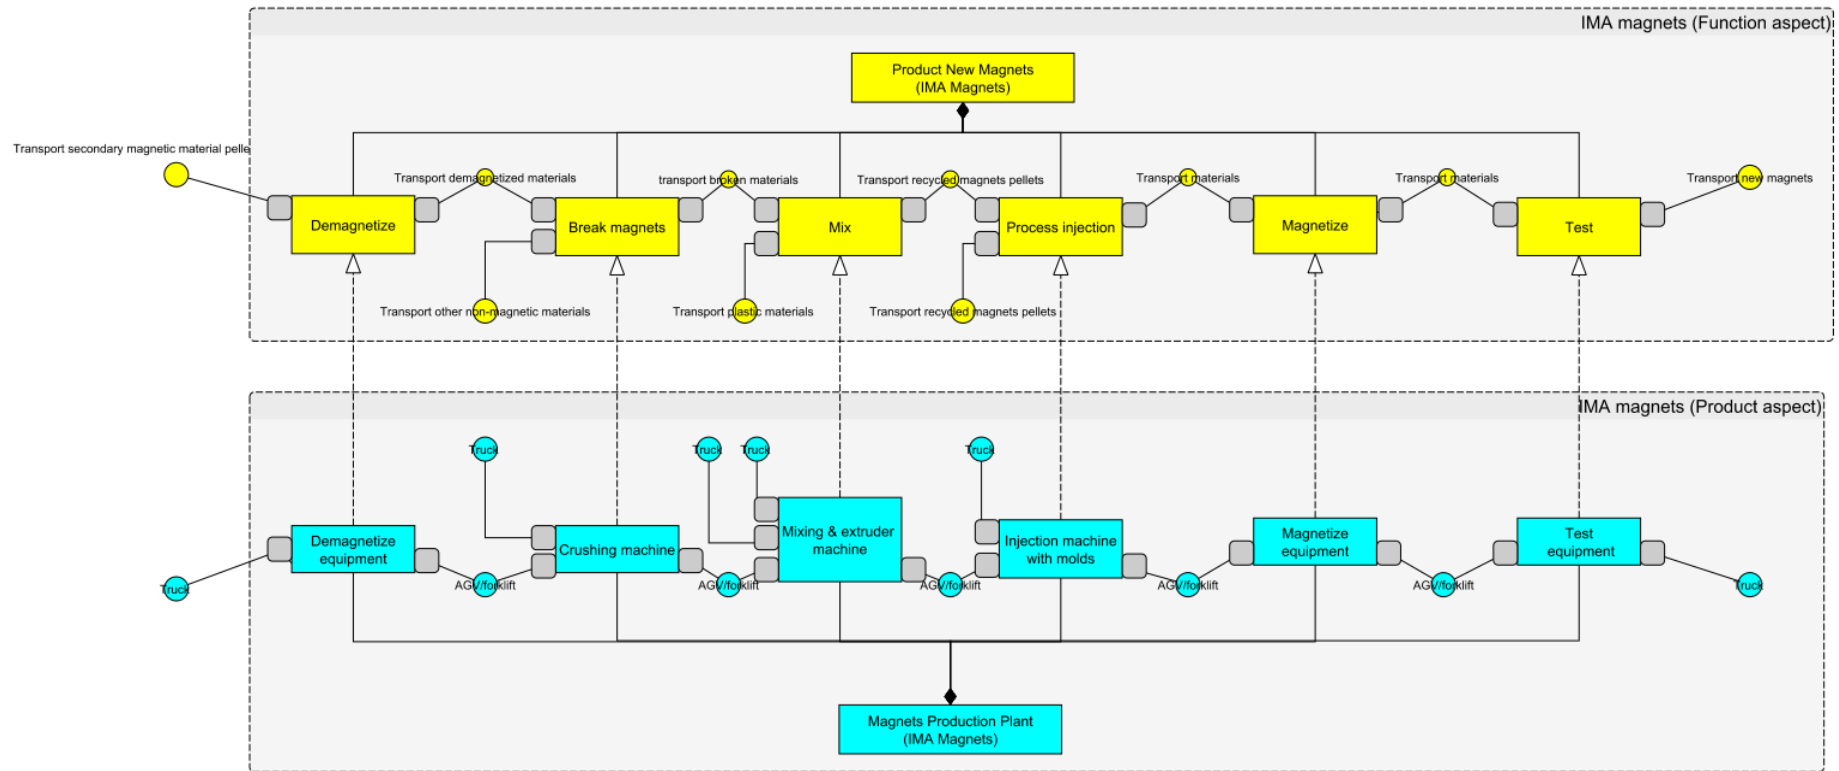 IMA magnets (Function aspect)
Product New Magnets
(IMA Magnets)
Transport secondary magnetic material pelle
Transport demagnetized materials
transport broken materials
Transport recycled magnets pellets
Transport materials
Transport materials
Transport new magnets
Demagnetize
Break magnets
Mix
Process injection
Magnetize
Test
Transport other non-magnetic materials
Transport plastic materials
Transport recycled magnets pellets
IMA magnets (Product aspect)
Truck
Truck
Truck
Truck
Demagnetize
equipment
Crushing machine
Mixing & extruder
machine
Injection machine
with molds
Magnetize
equipment
Test
equipment
Truck
AGV/forklift
AGV/forklift
AGV/forklift
AGV/forklift
AGV/forklift
Truck
Magnets Production Plant
(IMA Magnets)